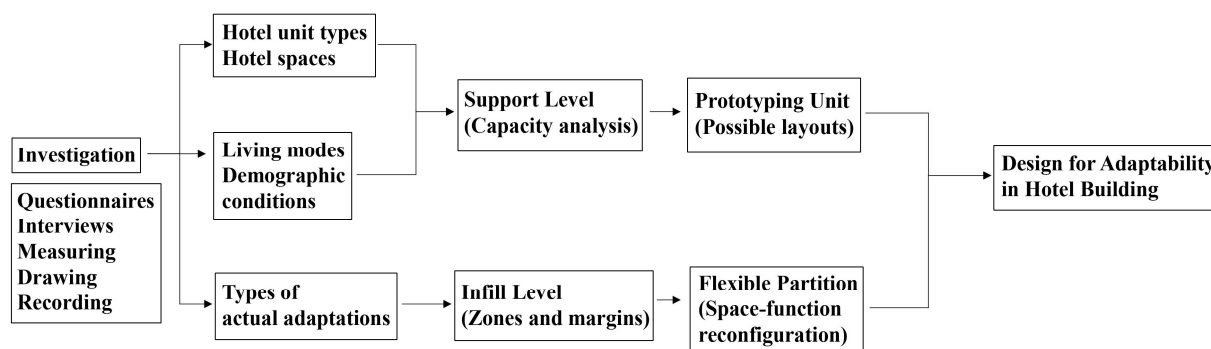 Investigation
Questionnaires
Interviews
Measuring
Drawing
Recording
Hotel unit types
Hotel spaces
Living modes
Demographic
conditions
Types of
actual adaptations
Support Level
(Capacity analysis)
Infill Level
(Zones and margins)
Prototyping Unit
(Possible layouts)
Flexible Partition
(Space-function
reconfiguration)
Design for Adaptability
in Hotel Building